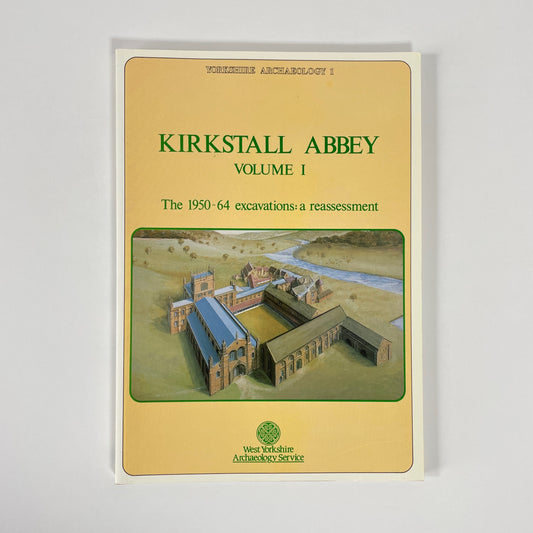 YORKSHIRE ARCHAEOLOGY 1
KIRKSTALL ABBEY
VOLUME I
The 1950-64 excavations: a reassessment
West Yorkshire
Archaeology Service